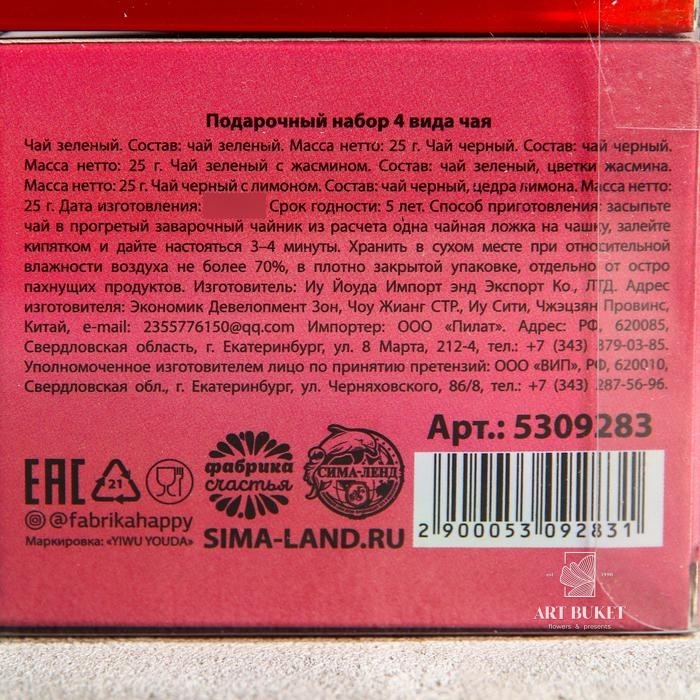 Подарочный набор 4 вида чая
Чай зеленый. Состав: чай зеленый. Масса нетто: 25 г. Чай черный. Состав: чай черный.
Масса нетто: 25 г. Чай зеленый с жасмином. Состав: чай зеленый, цветки жасмина.
Масса нетто: 25 г. Чай черный с лимоном. Состав: чай черный, цедра лимона. Масса нетто:
25 г. Дата изготовления: Срок годности: 5 лет. Способ приготовления: засыпьте
чай в прогретый заварочный чайник из расчета одна чайная ложка на чашку, залейте
кипятком и дайте настояться 3–4 минуты. Хранить в сухом месте при относительной
влажности воздуха не более 70%, в плотно закрытой упаковке, отдельно от остро
пахнущих продуктов. Изготовитель: Иу Йоуда Импорт энд Экспорт Ко., ЛТД. Адрес
изготовителя: Экономик Девелопмент Зон, Чоу Жианг СТР., Иу Сити, Чжэцзян Провинс,
Китай, e-mail: 2355776150@qq.com Импортер: ООО «Пилат». Адрес: РФ, 620085,
Свердловская область, г. Екатеринбург, ул. 8 Марта, 212-4, тел.: +7 (343) 379-03-85.
Уполномоченное изготовителем лицо по принятию претензий: ООО «ВИП», РФ, 620010,
Свердловская обл., г. Екатеринбург, ул. Черняховского, 86/8, тел.: +7 (343) 287-56-96.
Арт.: 5309283
EAC
21
фабрика
счастья
СИМА-ЛЕНД
@fabrikahappy
Маркировка: «YIWU YOUDA»
SIMA-LAND.RU
2 900053 092831
est 1990
ART BUKET
flowers & presents